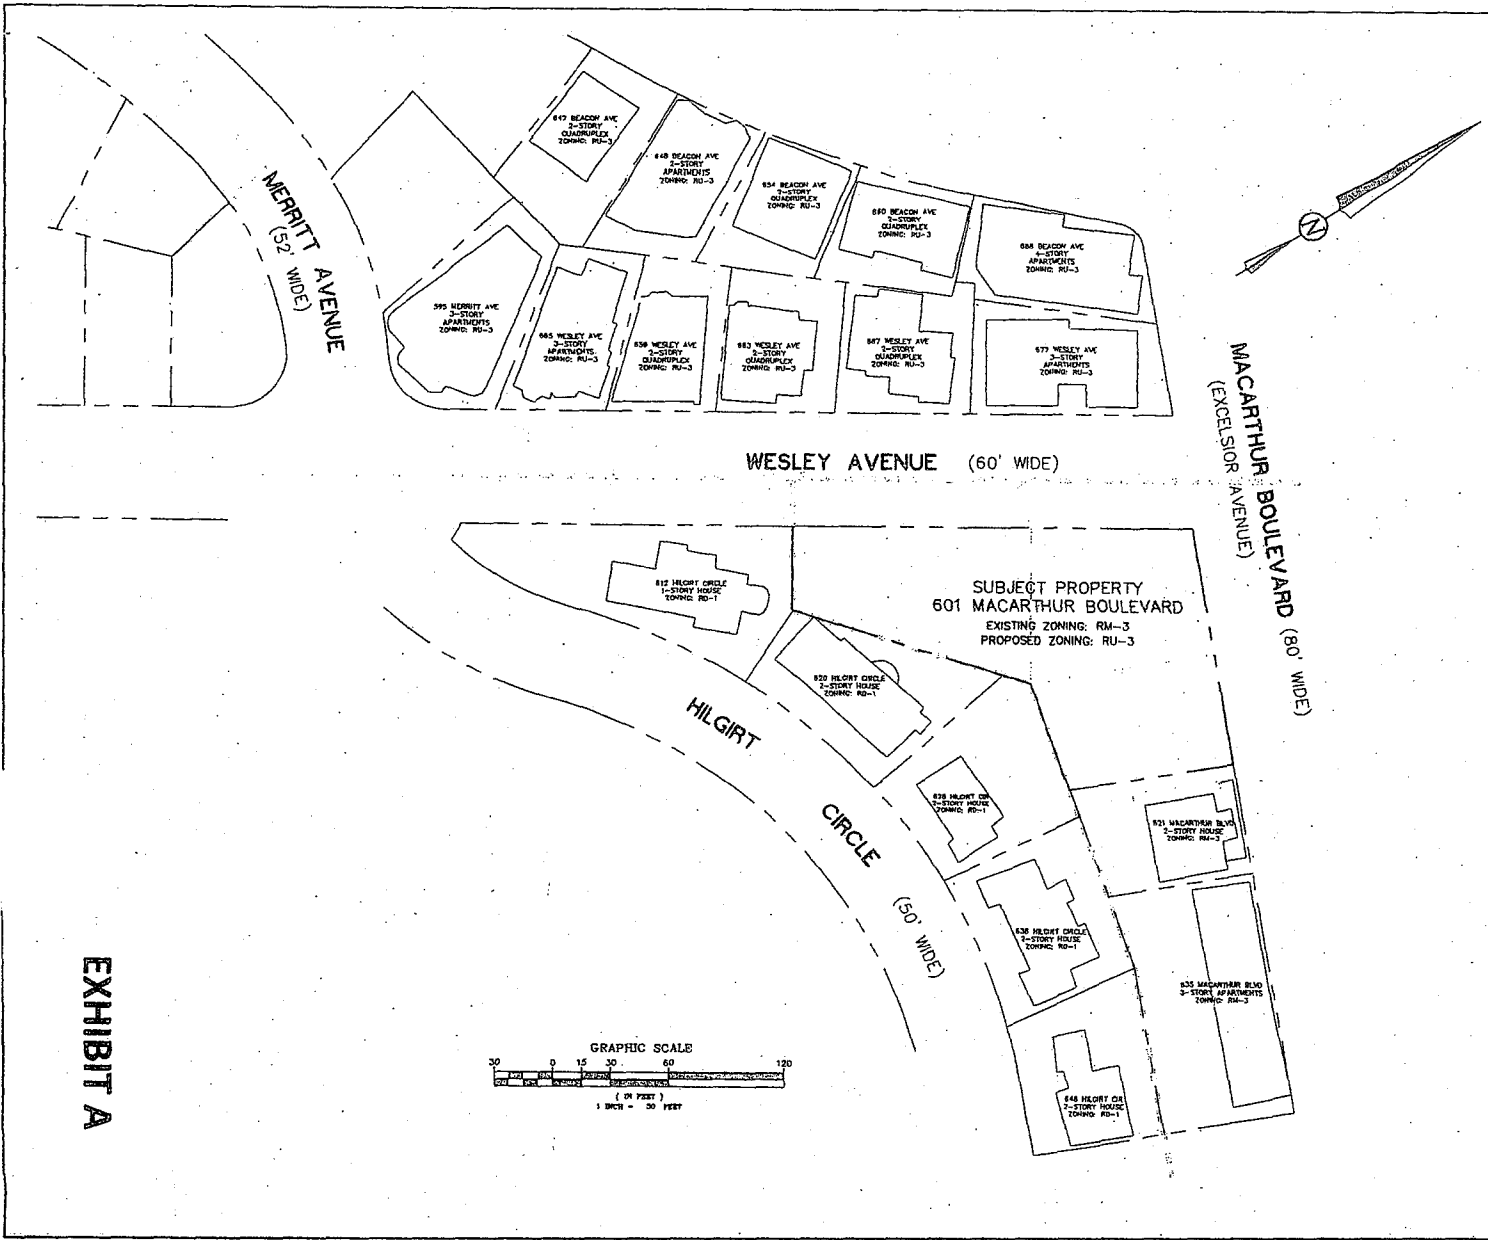 647 BEACON AVE
2-STORY
QUADRUPLEX
ZONING: RU-3
648 BEACON AVE
2-STORY
APARTMENTS
ZONING: RU-3
654 BEACON AVE
2-STORY
QUADRUPLEX
ZONING: RU-3
660 BEACON AVE
2-STORY
QUADRUPLEX
ZONING: RU-3
668 BEACON AVE
4-STORY
APARTMENTS
ZONING: RU-3
N
MERRITT AVENUE
(52' WIDE)
595 MERRITT AVE
3-STORY
APARTMENTS
ZONING: RU-3
WESLEY AVE
3-STORY
APARTMENTS
ZONING: RU-3
WESLEY AVE
2-STORY
QUADRUPLEX
ZONING: RU-3
663 WESLEY AVE
2-STORY
QUADRUPLEX
ZONING: RU-3
667 WESLEY AVE
2-STORY
QUADRUPLEX
ZONING: RU-3
677 WESLEY AVE
3-STORY
APARTMENTS
ZONING: RU-3
MACARTHUR BOULEVARD (80' WIDE)
(EXCELSIOR AVENUE)
WESLEY AVENUE (60' WIDE)
612 HILGIRT CIRCLE
1-STORY HOUSE
ZONING: RD-1
SUBJECT PROPERTY
601 MACARTHUR BOULEVARD
EXISTING ZONING: RM-3
PROPOSED ZONING: RU-3
620 HILGIRT CIRCLE
2-STORY HOUSE
ZONING: RD-1
HILGIRT
CIRCLE
(50' WIDE)
628 HILGIRT CIR
2-STORY HOUSE
ZONING: RD-1
621 MACARTHUR BLVD
2-STORY HOUSE
ZONING: RM-3
636 HILGIRT CIRCLE
2-STORY HOUSE
ZONING: RD-1
635 MACARTHUR BLVD
3-STORY APARTMENTS
ZONING: RM-3
648 HILGIRT CIR
2-STORY HOUSE
ZONING: RD-1
EXHIBIT A
GRAPHIC SCALE
30 0 15 30 60 120
( IN FEET )
1 INCH = 30 FEET